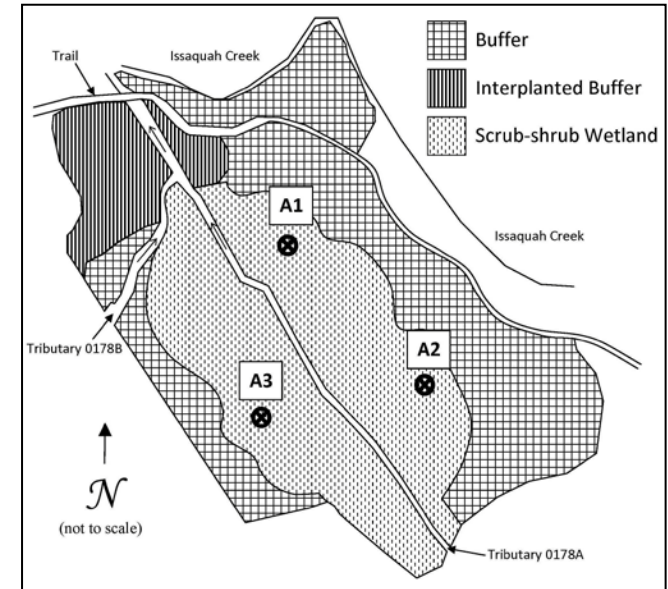 Trail
Issaquah Creek
Buffer
Interplanted Buffer
Scrub-shrub Wetland
A1
Issaquah Creek
A2
Tributary 0178B
A3
N
(not to scale)
Tributary 0178A